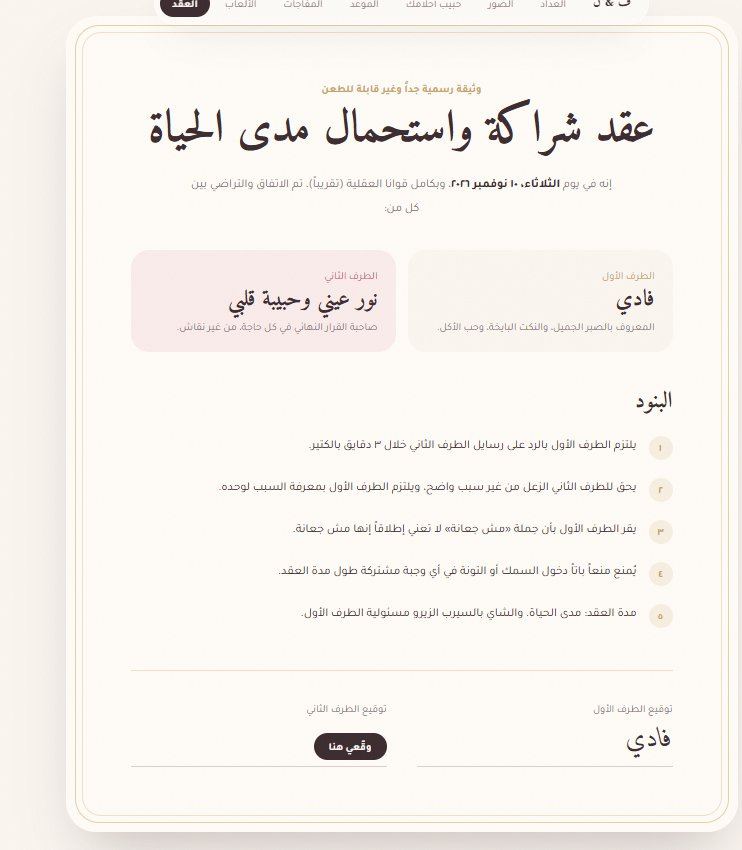 ف & ن العداد الصور حبيب أحلامك الموعد المفاجآت الألعاب العقد
وثيقة رسمية جداً وغير قابلة للطعن
عقد شراكة واستحمال مدى الحياة
إنه في يوم الثلاثاء، ١٠ نوفمبر ٢٠٢٦، وبكامل قوانا العقلية (تقريباً)، تم الاتفاق والتراضي بين
كل من:
الطرف الأول
فادي
المعروف بالصبر الجميل، والنكت البايخة، وحب الأكل.
الطرف الثاني
نور عيني وحبيبة قلبي
صاحبة القرار النهائي في كل حاجة، من غير نقاش.
البنود
١ يلتزم الطرف الأول بالرد على رسايل الطرف الثاني خلال ٣ دقايق بالكتير.
٢ يحق للطرف الثاني الزعل من غير سبب واضح، ويلتزم الطرف الأول بمعرفة السبب لوحده.
٣ يقر الطرف الأول بأن جملة «مش جعانة» لا تعني إطلاقاً إنها مش جعانة.
٤ يُمنع منعاً باتاً دخول السمك أو التونة في أي وجبة مشتركة طول مدة العقد.
٥ مدة العقد: مدى الحياة، والشاي بالسيرب الزيرو مسئولية الطرف الأول.
توقيع الطرف الأول
فادي
توقيع الطرف الثاني
وقّعي هنا